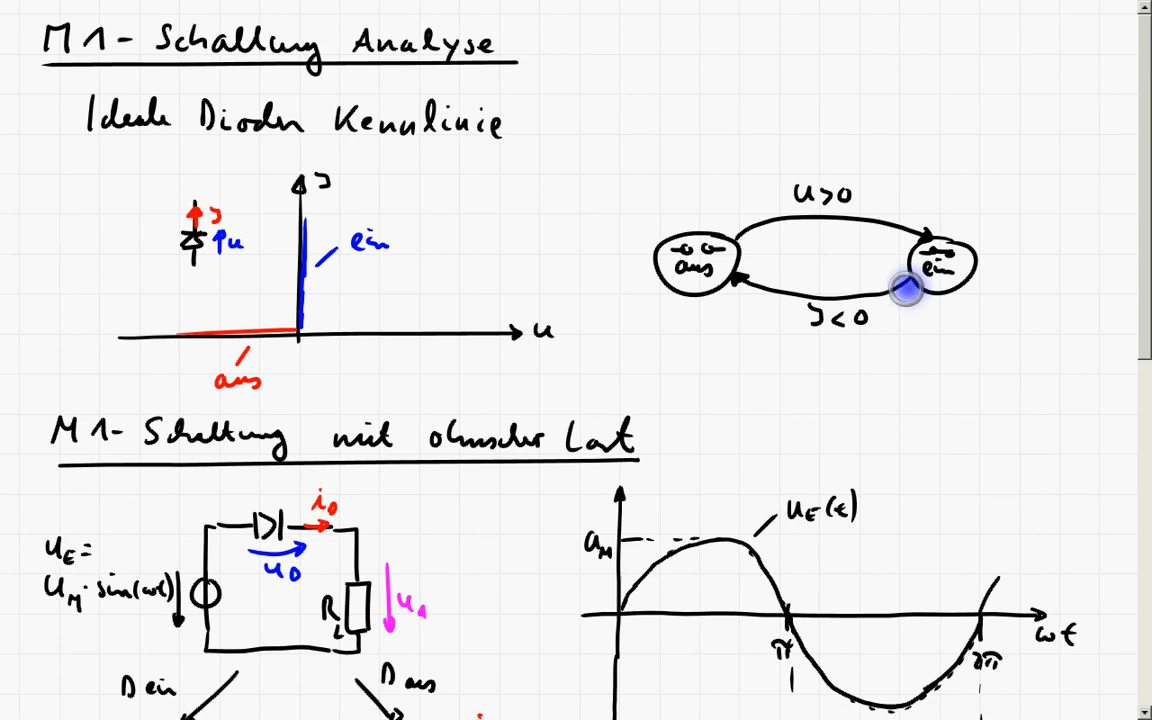 M1-Schaltung Analyse
Ideale Dioden Kennlinie
I
I
u
ein
u
aus
u>0
aus
ein
I<0
M1-Schaltung mit ohmscher Last
i_D
u_E =
U_M · sin(ωt)
u_D
R_L
u_A
D ein
D aus
u_E(t)
U_M
π
2π
ωt